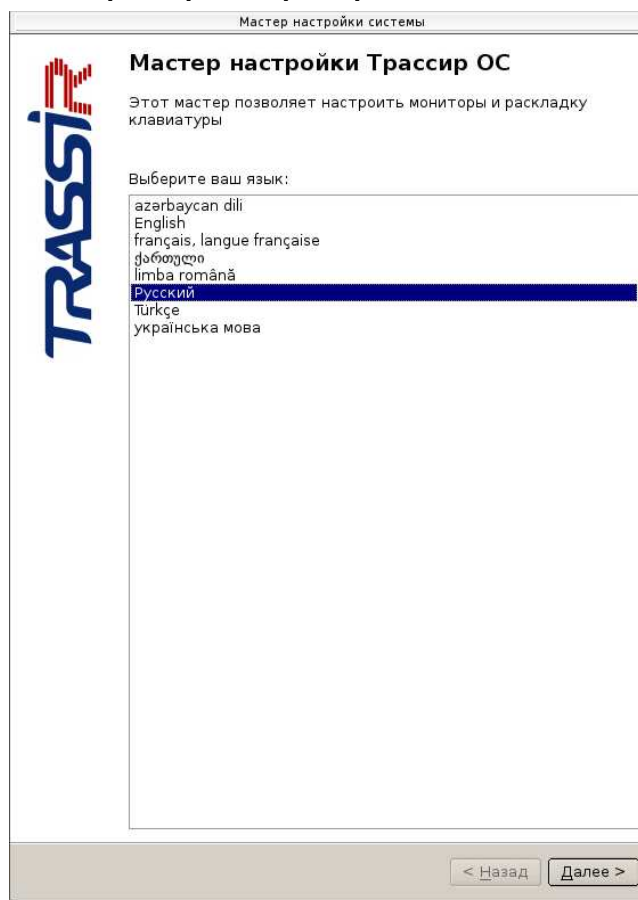 Мастер настройки системы
TRASSIR
Мастер настройки Трассир ОС
Этот мастер позволяет настроить мониторы и раскладку
клавиатуры
Выберите ваш язык:
azərbaycan dili
English
français, langue française
ქართული
limba română
Русский
Türkçe
українська мова
< Назад
Далее >